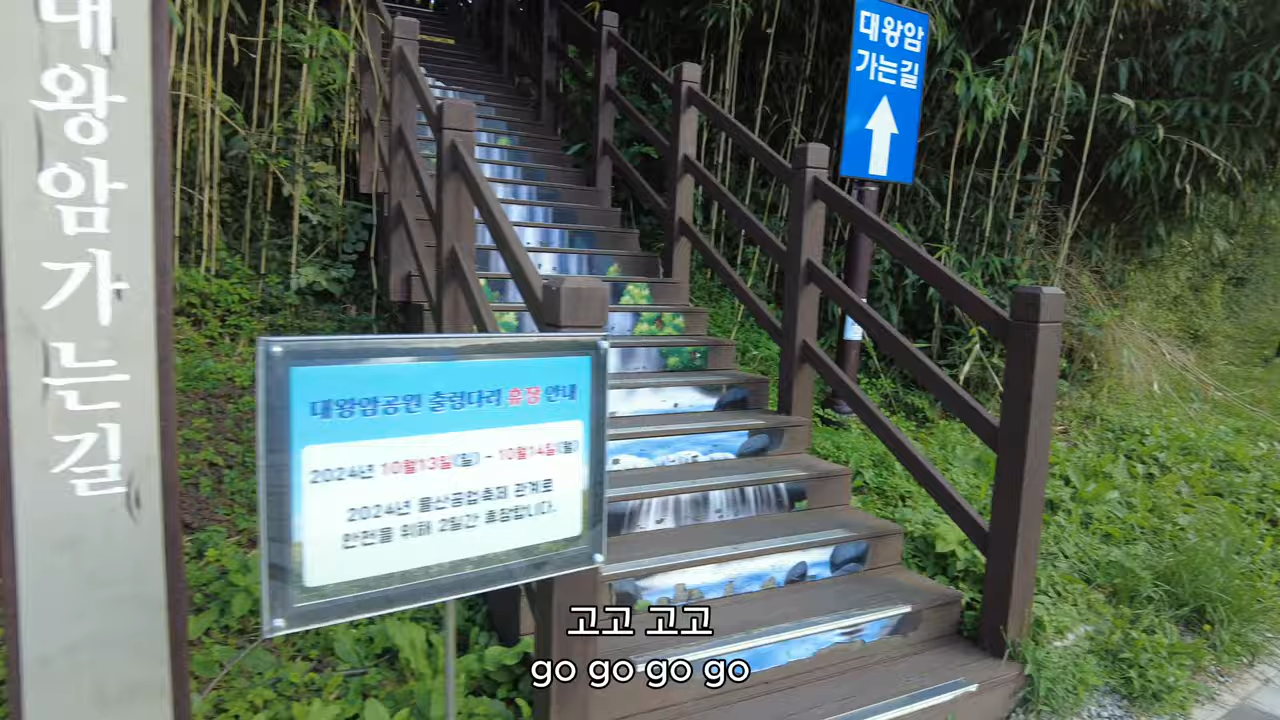 대왕암가는길
대왕암
가는길
대왕암공원 출렁다리 휴장 안내
2024년 10월13일(일) ~ 10월14일(월)
2024년 울산공업축제 관계로
안전을 위해 2일간 휴장합니다.
고고 고고
go go go go